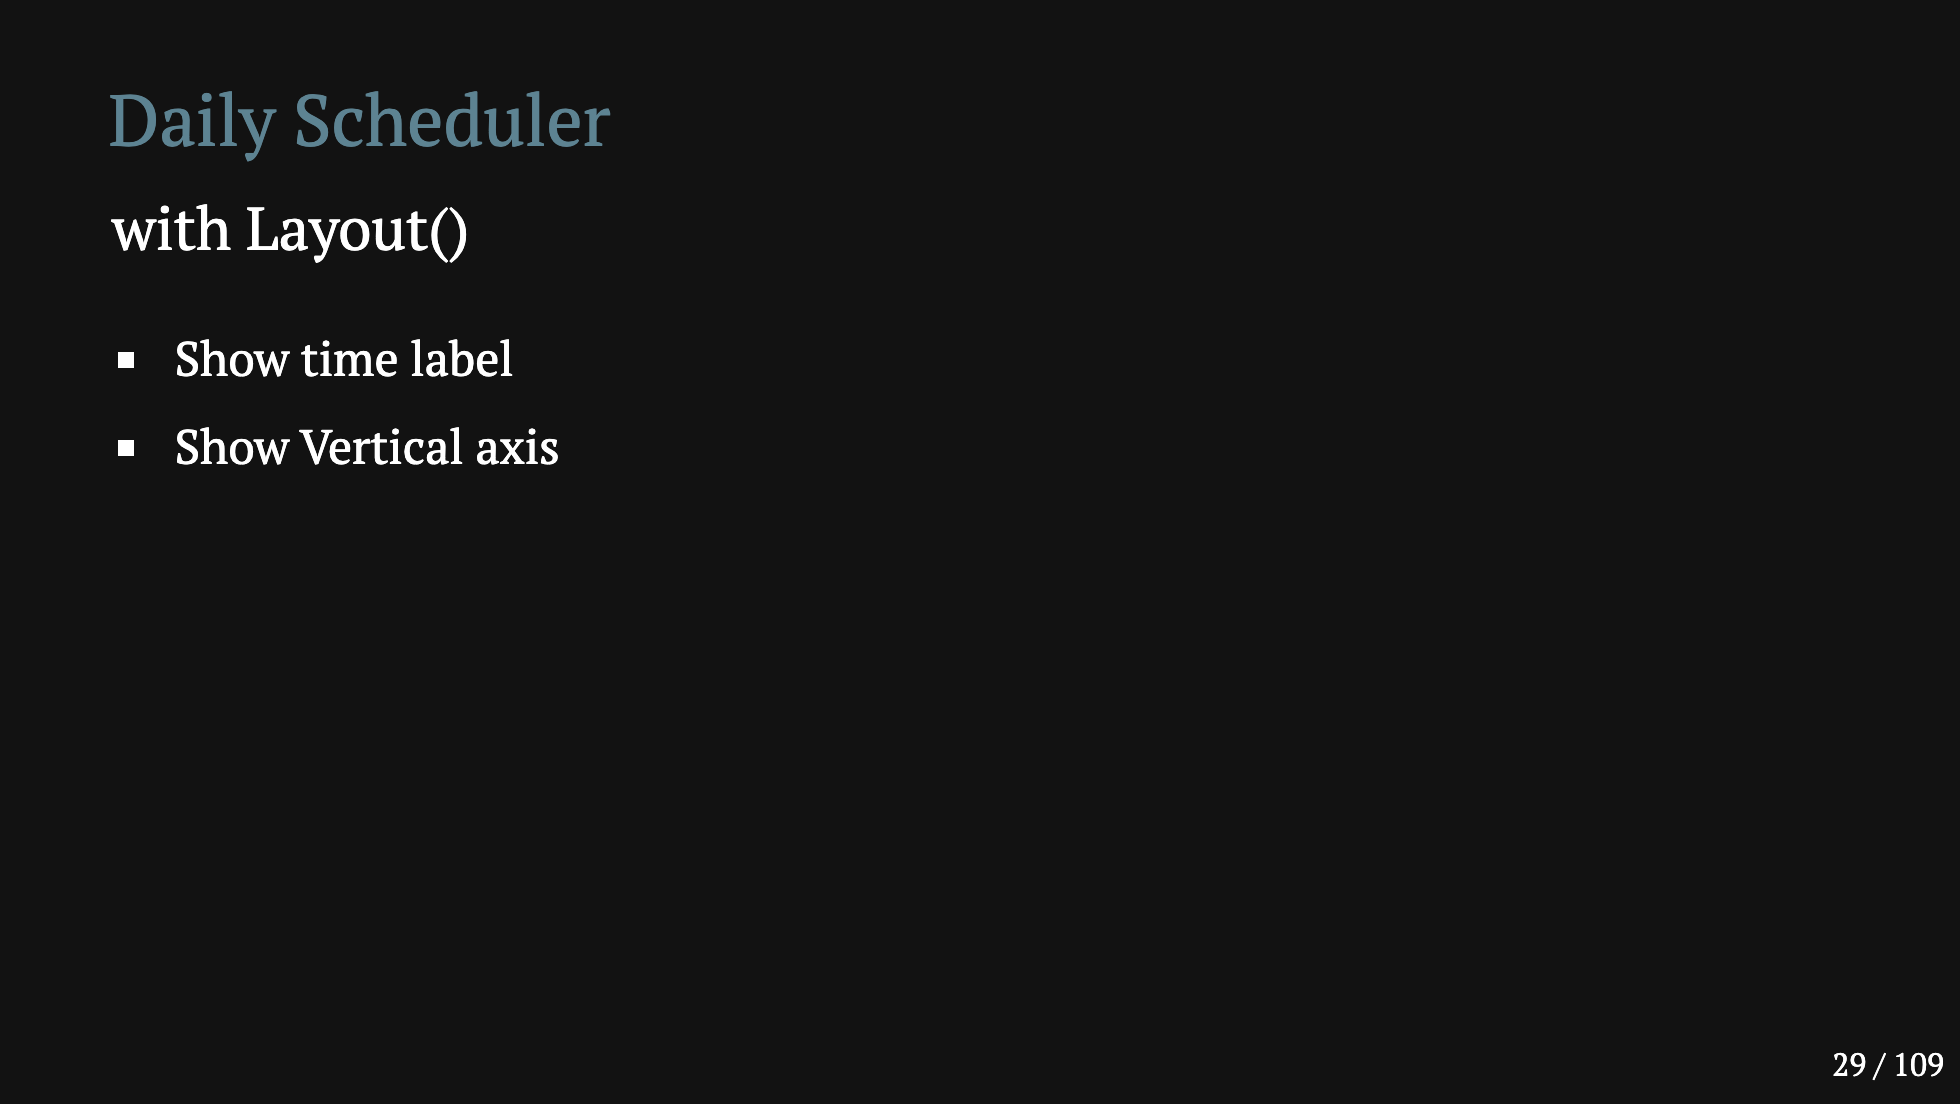 Daily Scheduler
with Layout()
▪ Show time label
▪ Show Vertical axis
29 / 109